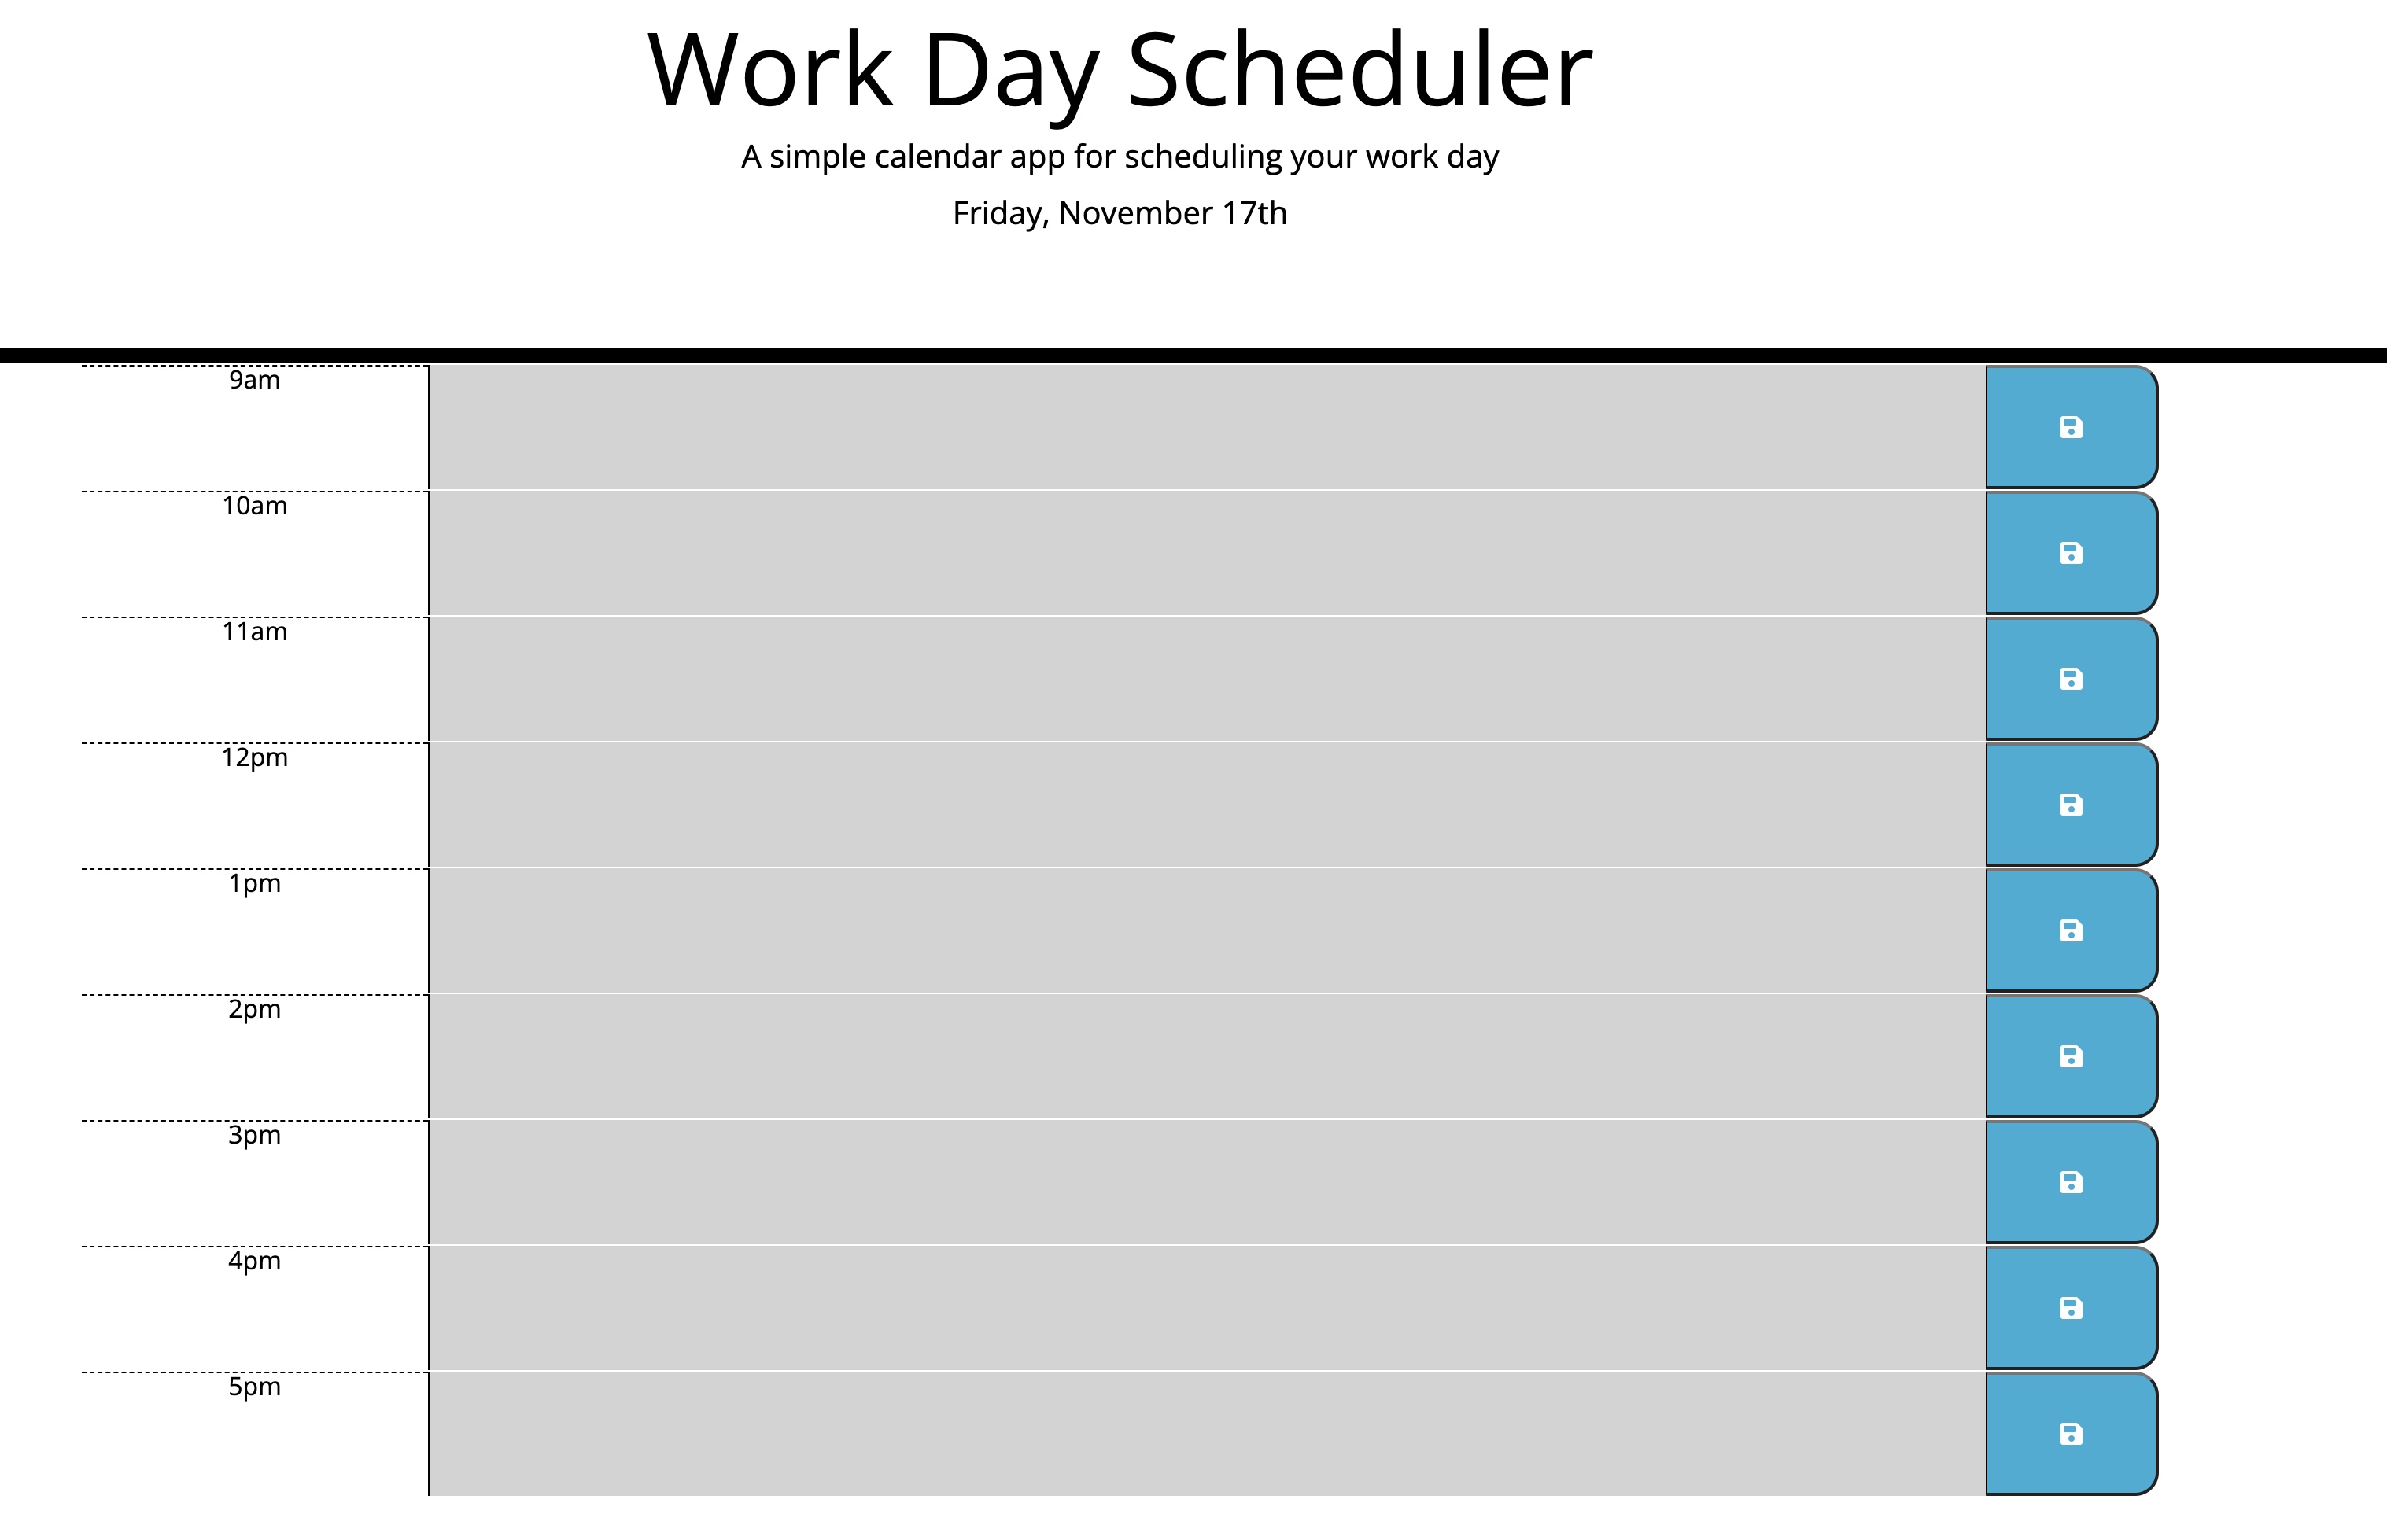 Work Day Scheduler
A simple calendar app for scheduling your work day
Friday, November 17th
9am
10am
11am
12pm
1pm
2pm
3pm
4pm
5pm